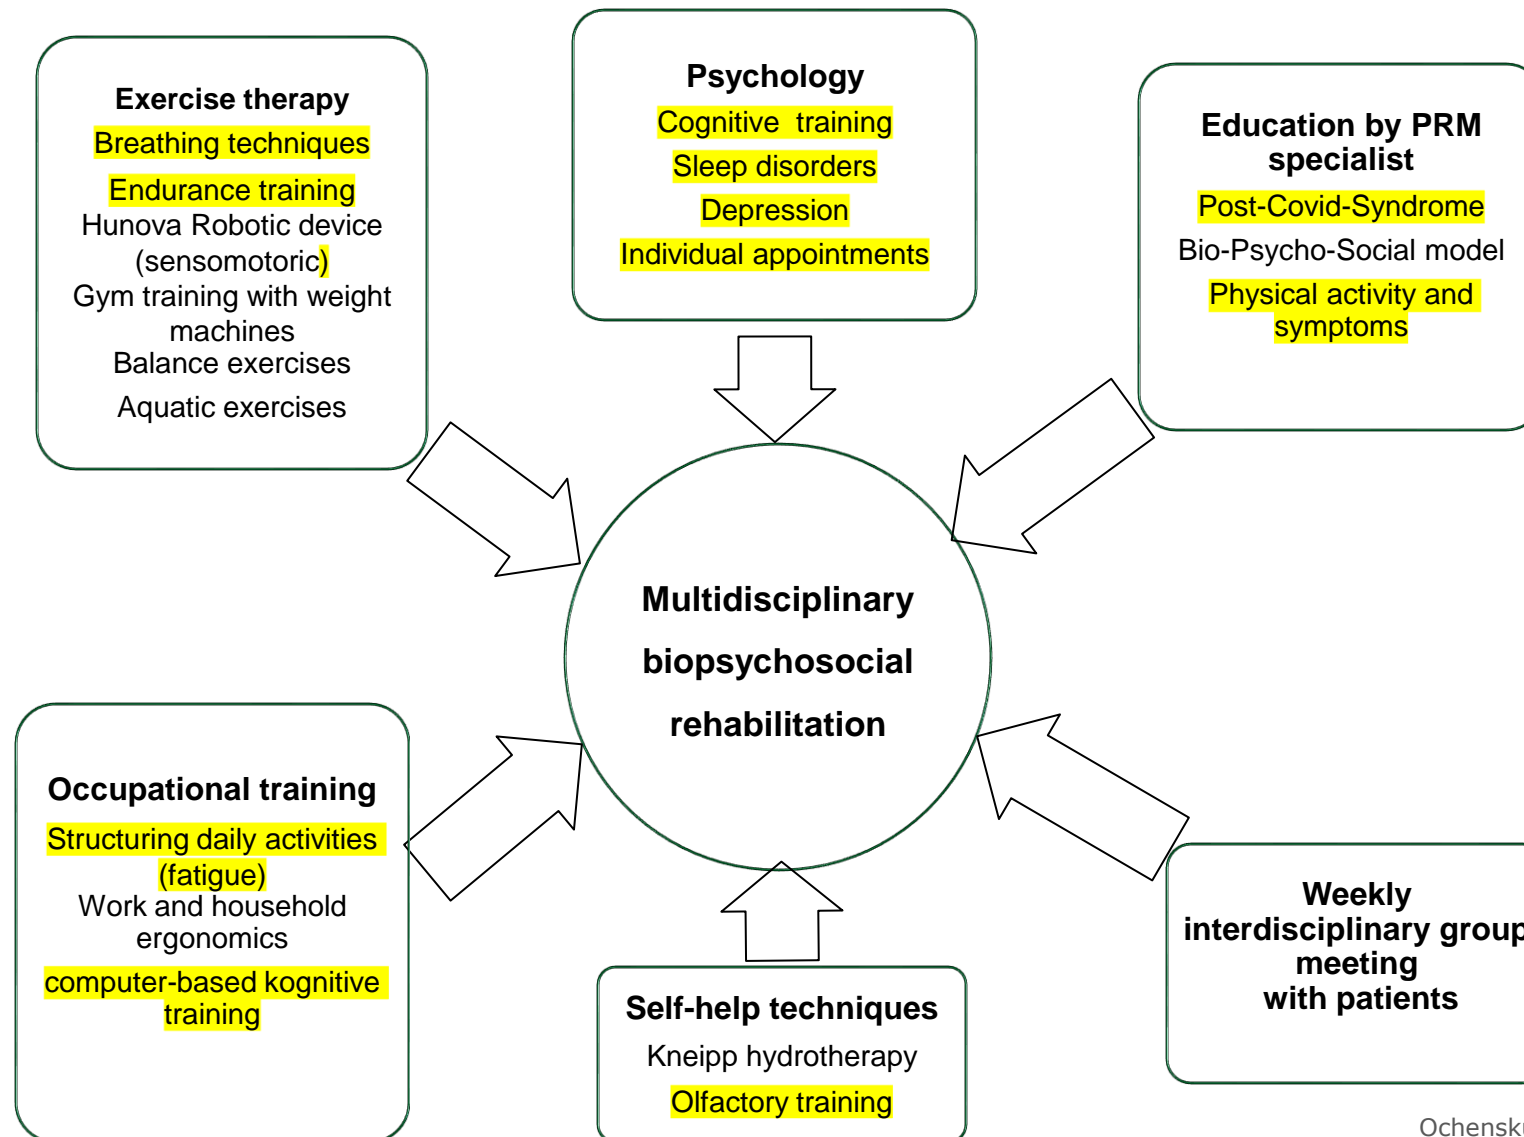 Exercise therapy
Breathing techniques
Endurance training
Hunova Robotic device
(sensomotoric)
Gym training with weight
machines
Balance exercises
Aquatic exercises
Psychology
Cognitive training
Sleep disorders
Depression
Individual appointments
Education by PRM
specialist
Post-Covid-Syndrome
Bio-Psycho-Social model
Physical activity and
symptoms
Multidisciplinary
biopsychosocial
rehabilitation
Occupational training
Structuring daily activities
(fatigue)
Work and household
ergonomics
computer-based kognitive
training
Self-help techniques
Kneipp hydrotherapy
Olfactory training
Weekly
interdisciplinary group
meeting
with patients